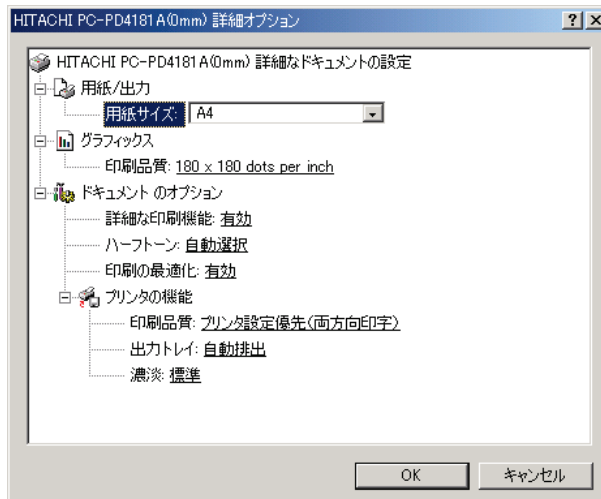 HITACHI PC-PD4181A(0mm) 詳細オプション
HITACHI PC-PD4181A(0mm) 詳細なドキュメントの設定
用紙/出力
用紙サイズ: A4
グラフィックス
印刷品質: 180 x 180 dots per inch
ドキュメント のオプション
詳細な印刷機能: 有効
ハーフトーン: 自動選択
印刷の最適化: 有効
プリンタの機能
印刷品質: プリンタ設定優先(両方向印字)
出力トレイ: 自動排出
濃淡: 標準
OK キャンセル